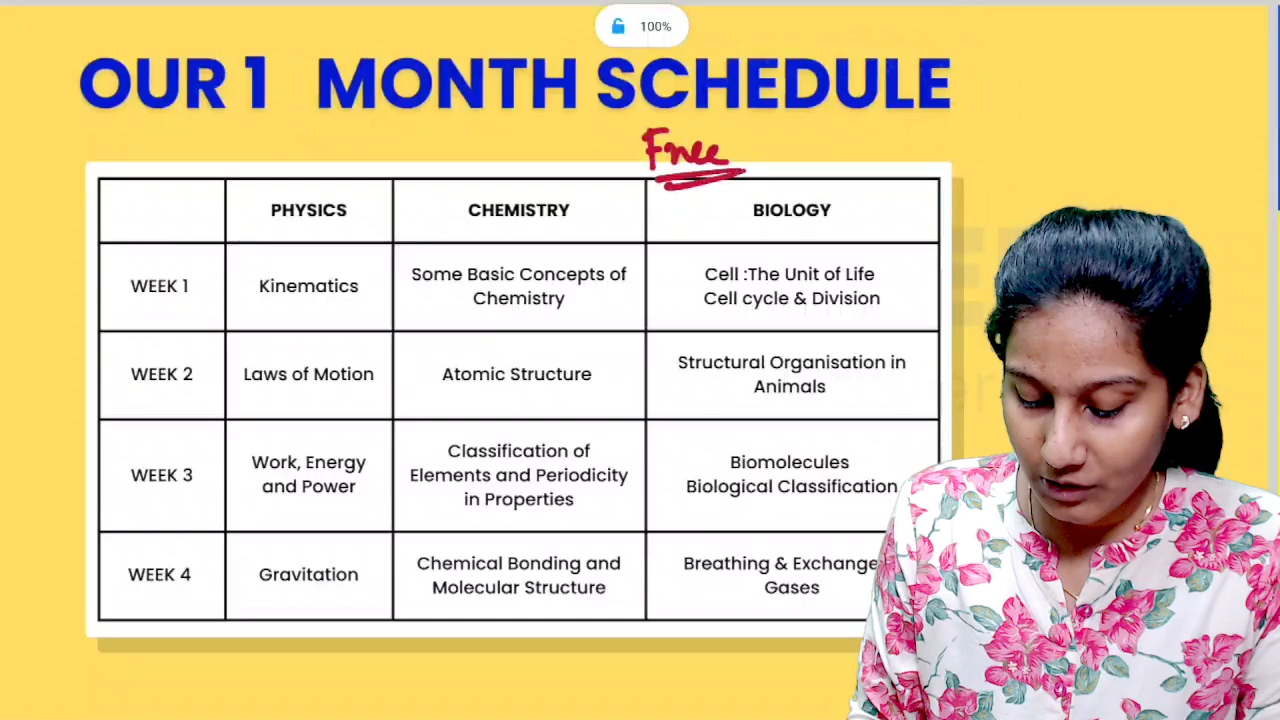 100%
OUR 1 MONTH SCHEDULE
Free
PHYSICS
CHEMISTRY
BIOLOGY
WEEK 1
Kinematics
Some Basic Concepts of
Chemistry
Cell :The Unit of Life
Cell cycle & Division
WEEK 2
Laws of Motion
Atomic Structure
Structural Organisation in
Animals
WEEK 3
Work, Energy
and Power
Classification of
Elements and Periodicity
in Properties
Biomolecules
Biological Classification
WEEK 4
Gravitation
Chemical Bonding and
Molecular Structure
Breathing & Exchange
Gases